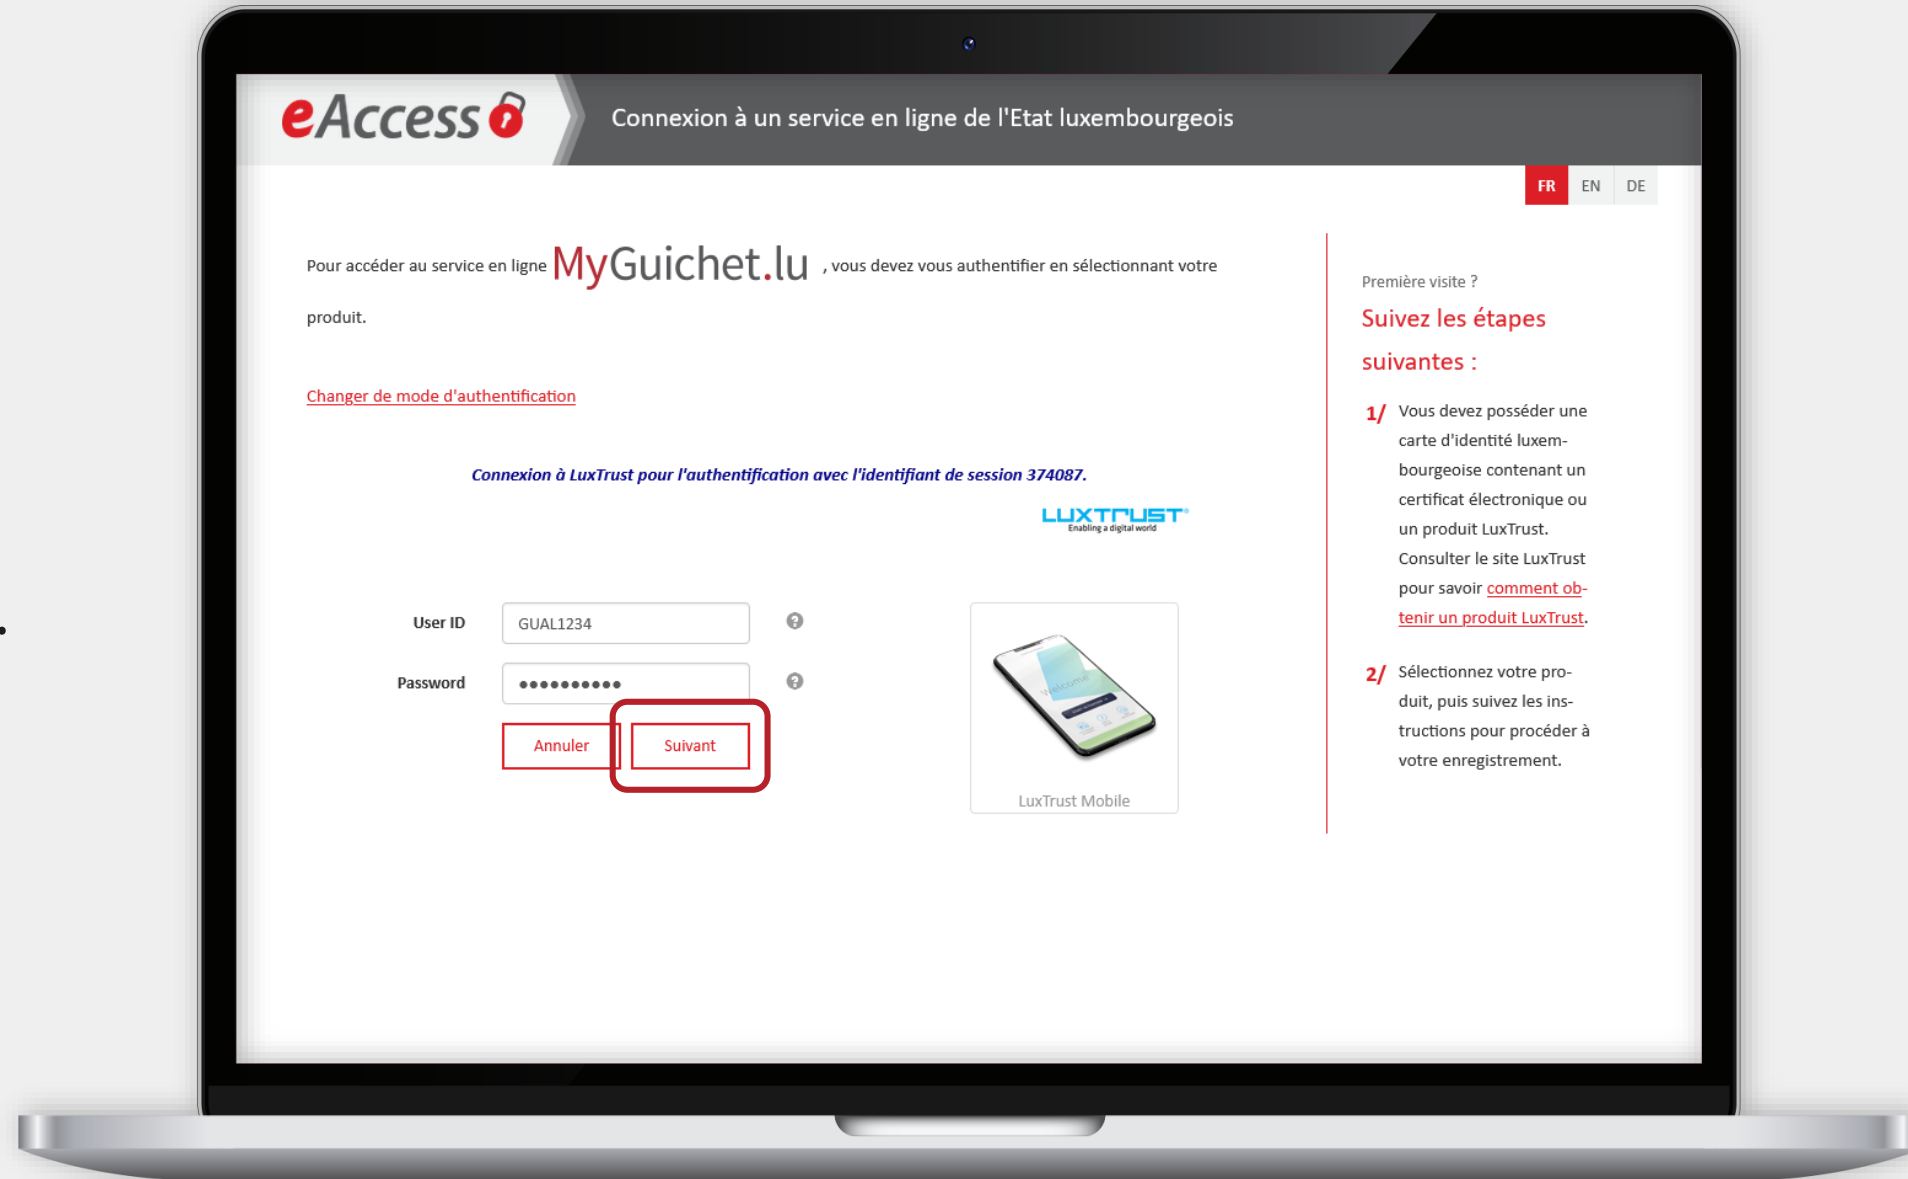 eAccess
Connexion à un service en ligne de l'Etat luxembourgeois
FR EN DE
Pour accéder au service en ligne MyGuichet.lu , vous devez vous authentifier en sélectionnant votre
produit.
Changer de mode d'authentification
Connexion à LuxTrust pour l'authentification avec l'identifiant de session 374087.
LUXTRUST
Enabling a digital world
User ID GUAL1234
Password ••••••••••
Annuler Suivant
Welcome
LuxTrust Mobile
Première visite ?
Suivez les étapes
suivantes :
1/ Vous devez posséder une
carte d'identité luxem-
bourgeoise contenant un
certificat électronique ou
un produit LuxTrust.
Consulter le site LuxTrust
pour savoir comment ob-
tenir un produit LuxTrust.
2/ Sélectionnez votre pro-
duit, puis suivez les ins-
tructions pour procéder à
votre enregistrement.